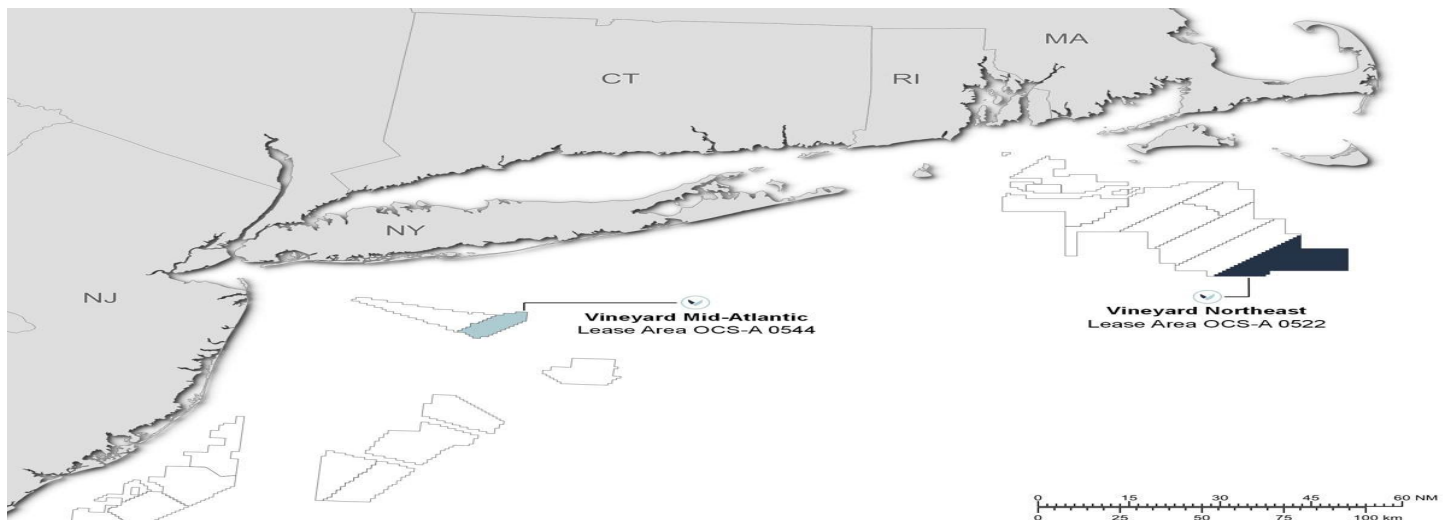 MA
CT
RI
NY
NJ
Vineyard Mid-Atlantic
Lease Area OCS-A 0544
Vineyard Northeast
Lease Area OCS-A 0522
0 15 30 45 60 NM
0 25 50 75 100 km